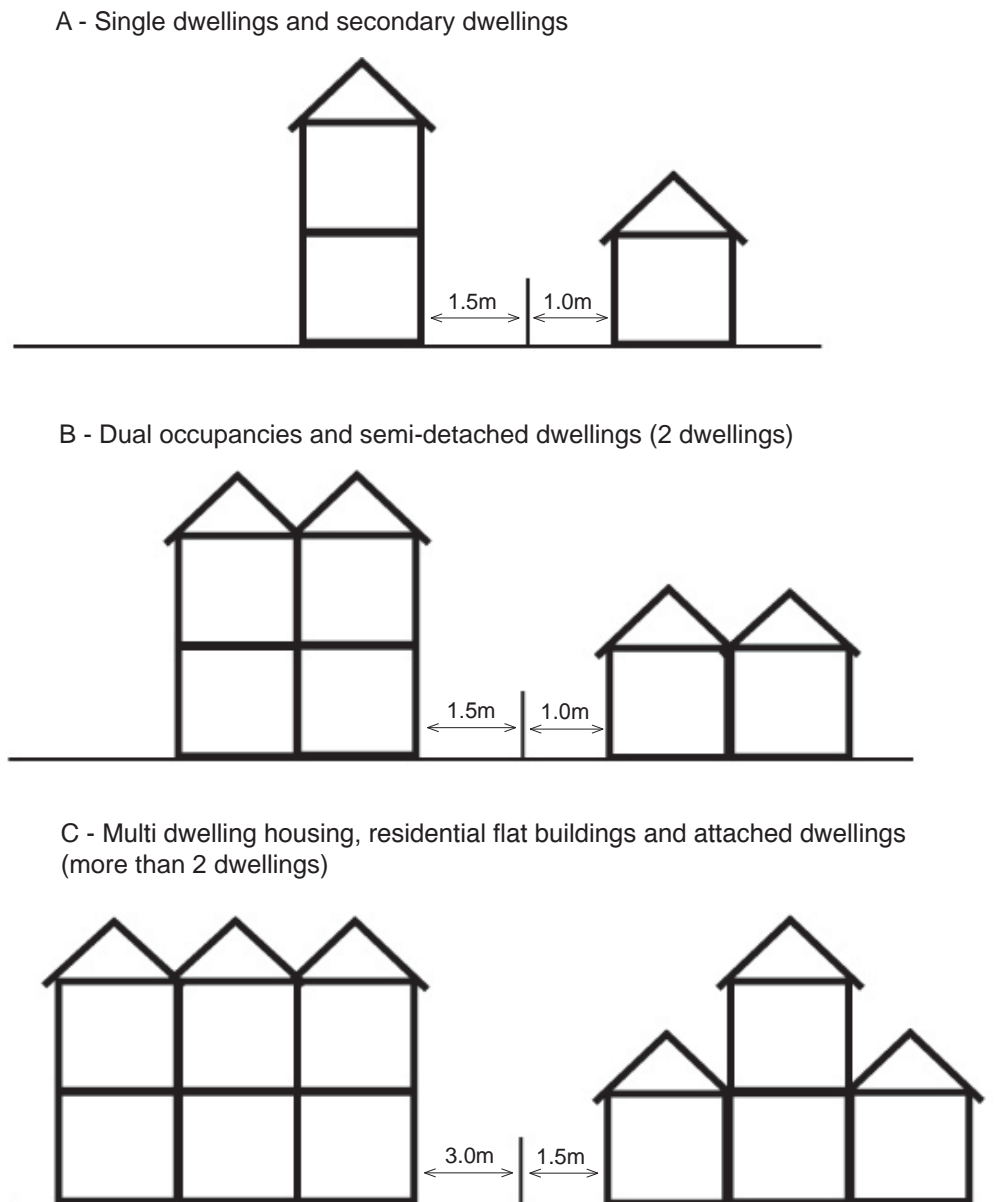 A - Single dwellings and secondary dwellings
1.5m
1.0m
B - Dual occupancies and semi-detached dwellings (2 dwellings)
1.5m
1.0m
C - Multi dwelling housing, residential flat buildings and attached dwellings
(more than 2 dwellings)
3.0m
1.5m